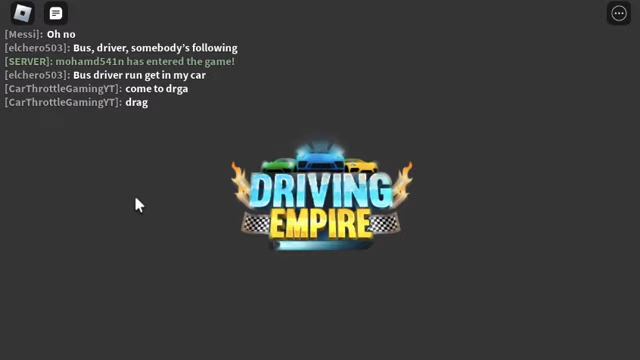 [Messi]: Oh no
[elchero503]: Bus, driver, somebody's following
[SERVER]: mohamd541n has entered the game!
[elchero503]: Bus driver run get in my car
[CarThrottleGamingYT]: come to drga
[CarThrottleGamingYT]: drag
DRIVING
EMPIRE